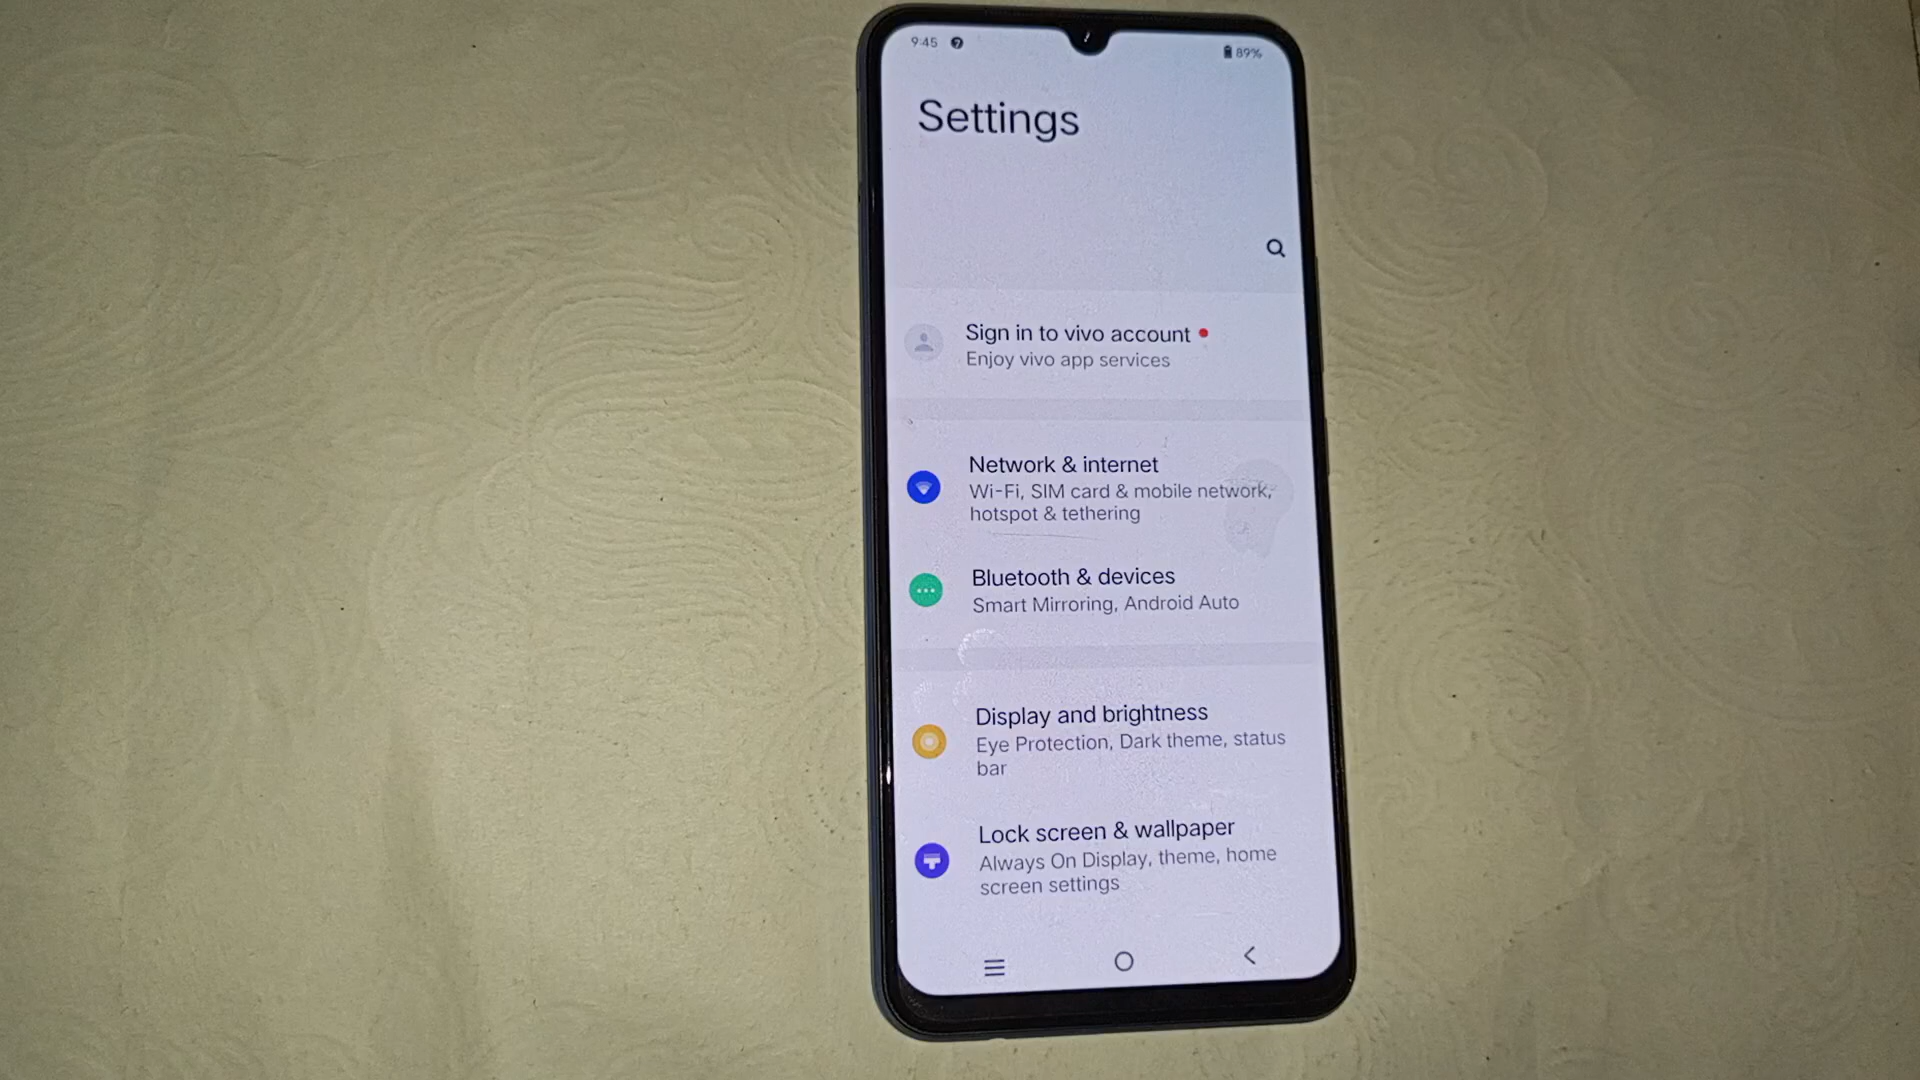 9:45
89%
Settings
Sign in to vivo account
Enjoy vivo app services
Network & internet
Wi-Fi, SIM card & mobile network,
hotspot & tethering
Bluetooth & devices
Smart Mirroring, Android Auto
Display and brightness
Eye Protection, Dark theme, status
bar
Lock screen & wallpaper
Always On Display, theme, home
screen settings